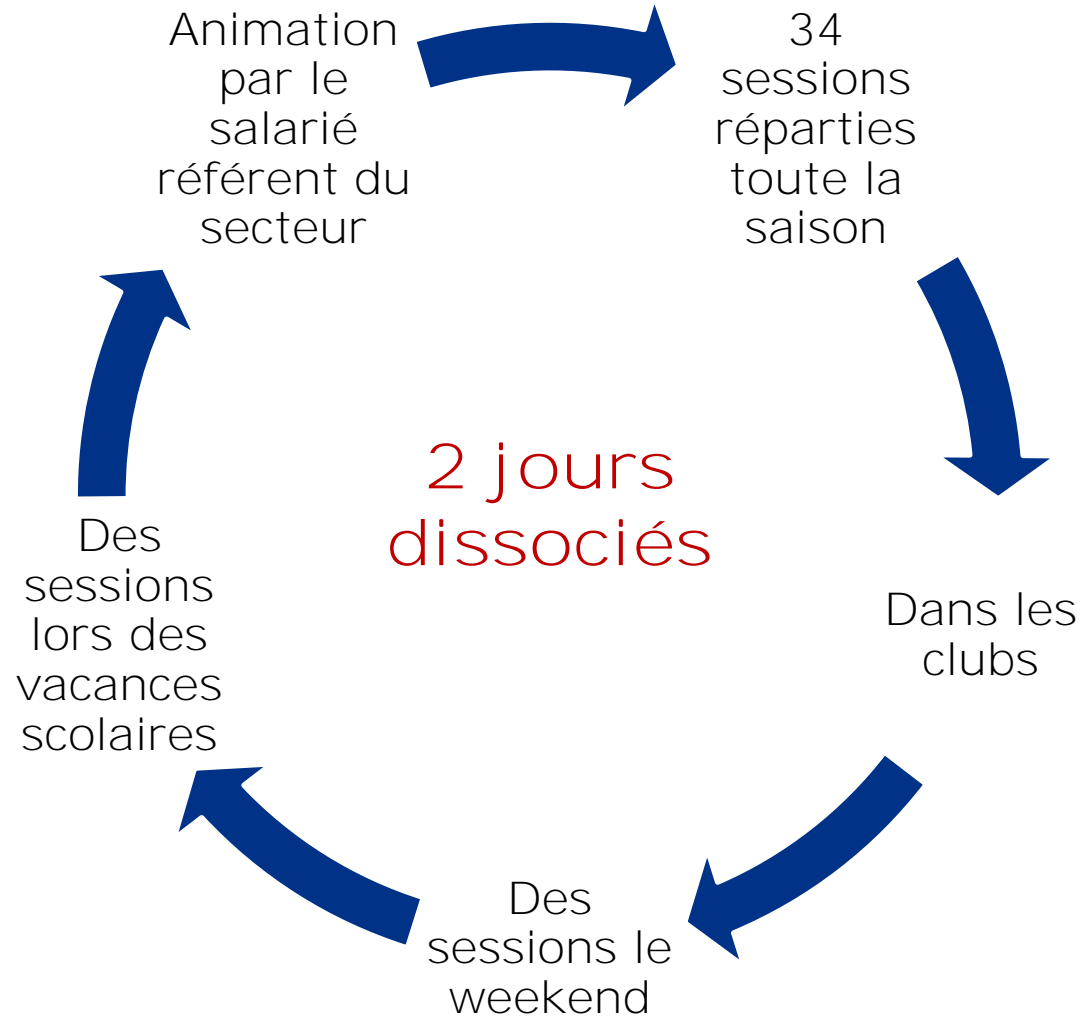 Animation
par le
salarié
référent du
secteur
34
sessions
réparties
toute la
saison
Dans les
clubs
Des
sessions le
weekend
Des
sessions
lors des
vacances
scolaires
2 jours
dissociés